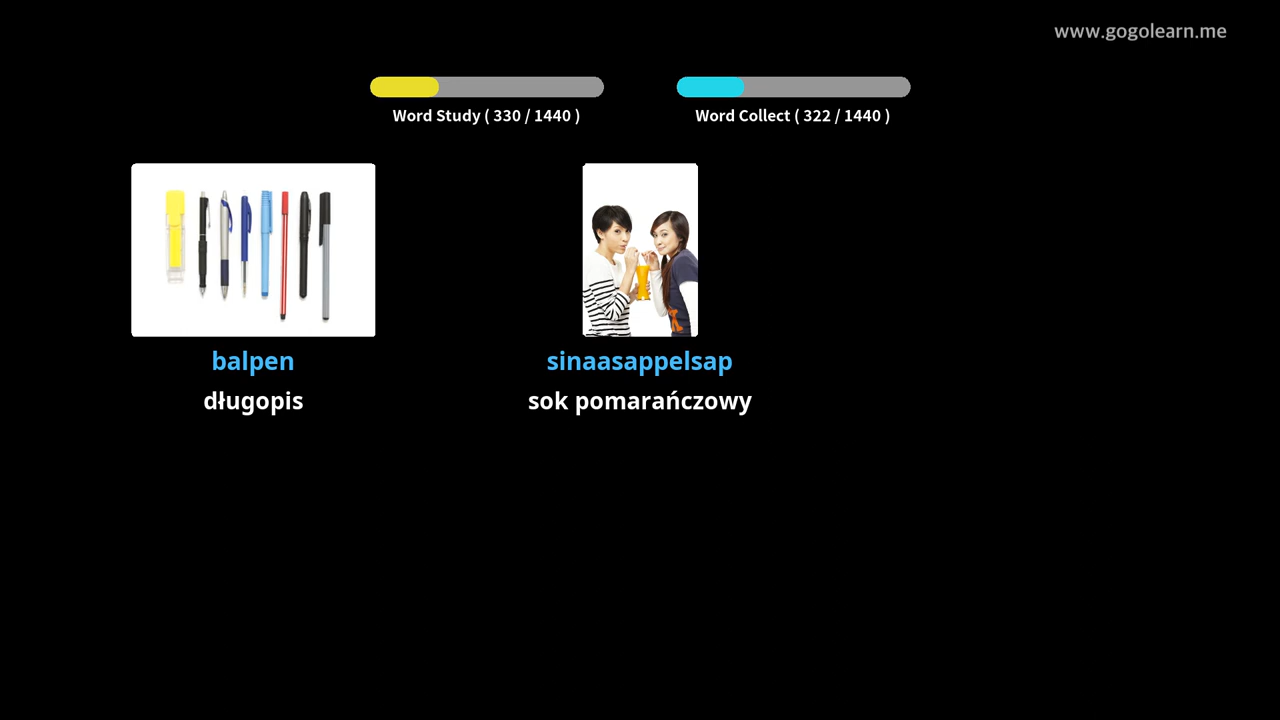 www.gogolearn.me
Word Study ( 330 / 1440 )
Word Collect ( 322 / 1440 )
balpen
długopis
sinaasappelsap
sok pomarańczowy